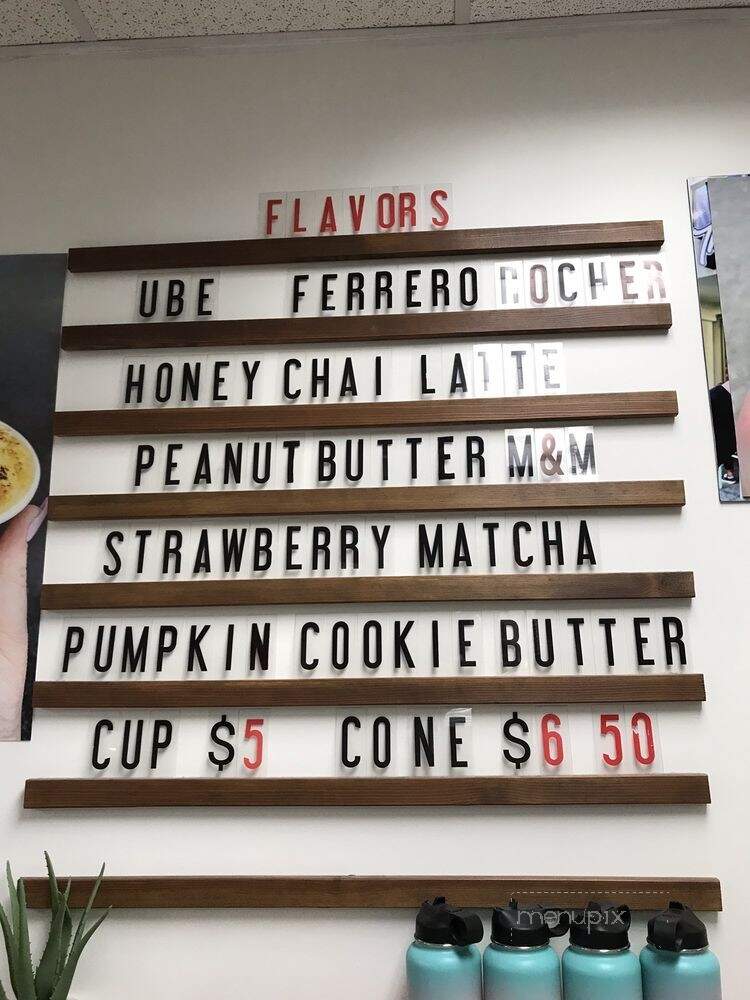 FLAVORS
UBE FERRERO ROCHER
HONEY CHAI LATTE
PEANUT BUTTER M&M
STRAWBERRY MATCHA
PUMPKIN COOKIE BUTTER
CUP $5 CONE $6 50
menupix